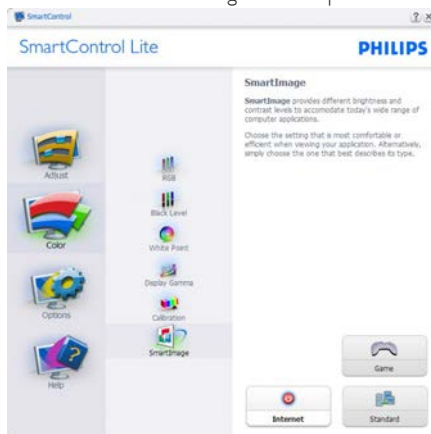 SmartControl
SmartControl Lite
PHILIPS
Adjust
Color
Options
Help
RGB
Black Level
White Point
Display Gamma
Calibration
SmartImage
SmartImage
SmartImage provides different brightness and
contrast levels to accomodate today's wide range of
computer applications.
Choose the setting that is most comfortable or
efficient when viewing your application. Alternatively,
simply choose the one that best describes its type.
Game
Internet
Standard